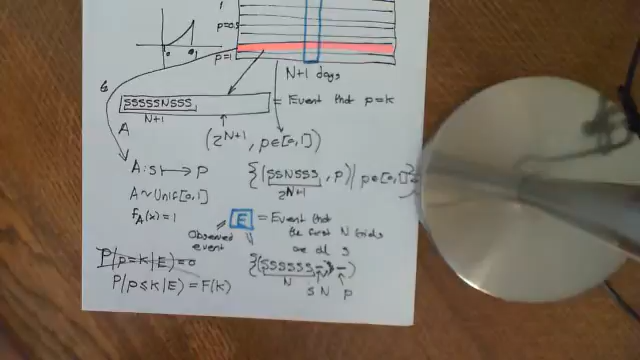 1
p=0.5
p=1
N+1 days
SSSSSNSSS
N+1
= Event that p=k
A
(2^{N+1}, p∈[0,1])
A: S ↦ p
{(SSNSSS, p) | p∈[0,1]}
2^{N+1}
A ~ Unif[0,1]
f_A(x) = 1
E = Event that
the first N trials
are all S
Observed
event
P(p=k|E) = 0
{(SSSSSS, _, _)}
N
S N
p
P(p≤k|E) = F(k)